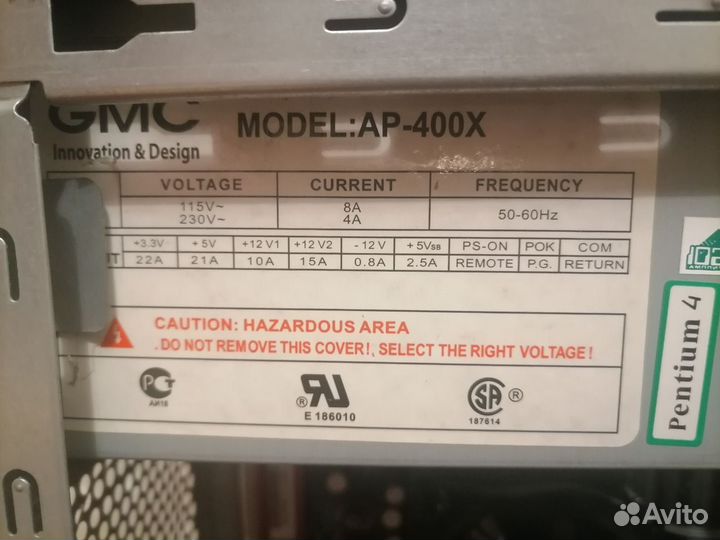 GMC
Innovation & Design
MODEL:AP-400X
VOLTAGE CURRENT FREQUENCY
115V~ 8A 50-60Hz
230V~ 4A
+3.3V +5V +12V1 +12V2 -12V +5VSB PS-ON POK COM
22A 21A 10A 15A 0.8A 2.5A REMOTE P.G. RETURN
CAUTION: HAZARDOUS AREA
.DO NOT REMOVE THIS COVER!, SELECT THE RIGHT VOLTAGE!
АИ16
® ®
E 186010
187614
Pentium 4
Avito